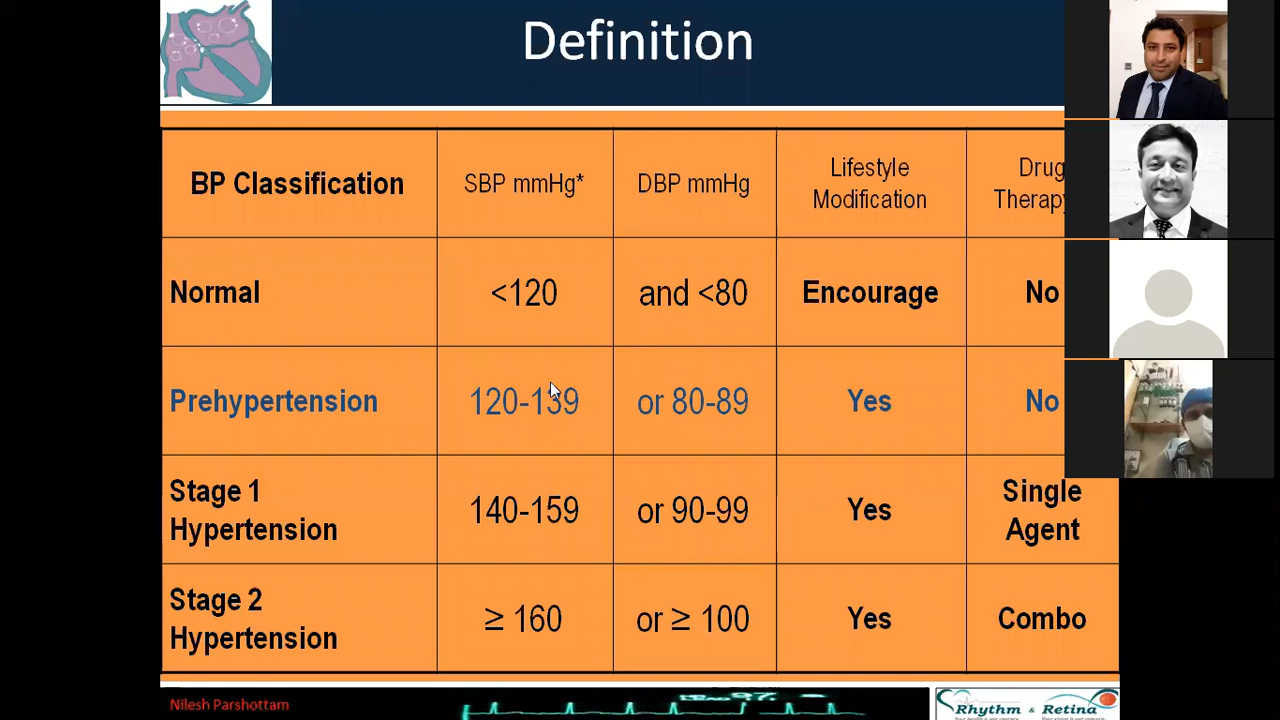 Definition
BP Classification SBP mmHg* DBP mmHg Lifestyle Modification Drug Therapy
Normal <120 and <80 Encourage No
Prehypertension 120-139 or 80-89 Yes No
Stage 1 Hypertension 140-159 or 90-99 Yes Single Agent
Stage 2 Hypertension ≥ 160 or ≥ 100 Yes Combo
Nilesh Parshottam
Rhythm & Retina